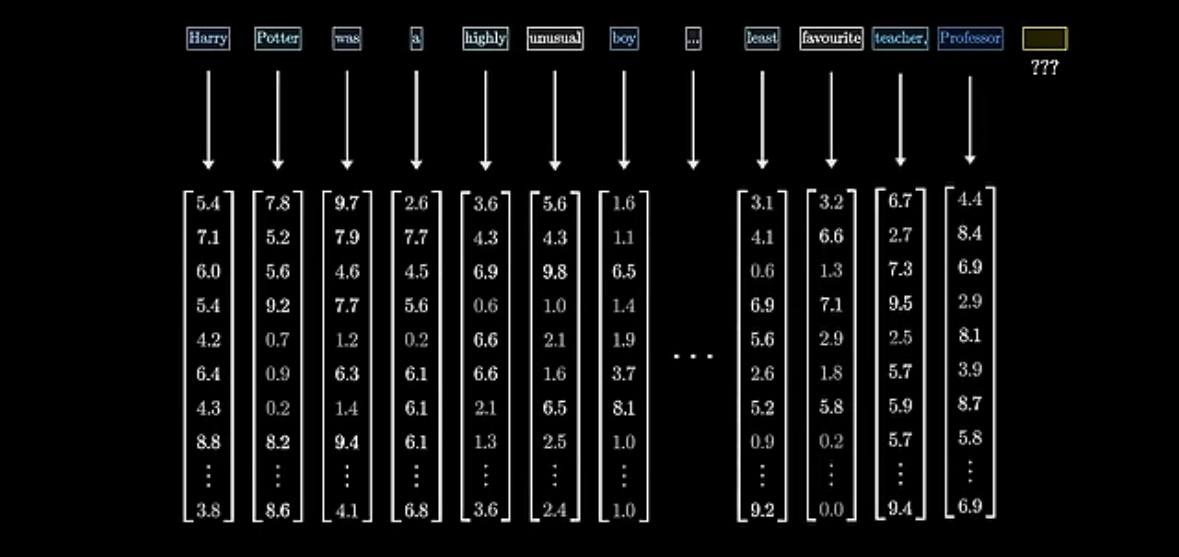 Harry Potter was a highly unusual boy ... least favourite teacher, Professor
???
5.4 7.8 9.7 2.6 3.6 5.6 1.6 3.1 3.2 6.7 4.4
7.1 5.2 7.9 7.7 4.3 4.3 1.1 4.1 6.6 2.7 8.4
6.0 5.6 4.6 4.5 6.9 9.8 6.5 0.6 1.3 7.3 6.9
5.4 9.2 7.7 5.6 0.6 1.0 1.4 6.9 7.1 9.5 2.9
4.2 0.7 1.2 0.2 6.6 2.1 1.9 ... 5.6 2.9 2.5 8.1
6.4 0.9 6.3 6.1 6.6 1.6 3.7 2.6 1.8 5.7 3.9
4.3 0.2 1.4 6.1 2.1 6.5 8.1 5.2 5.8 5.9 8.7
8.8 8.2 9.4 6.1 1.3 2.5 1.0 0.9 0.2 5.7 5.8
⋮ ⋮ ⋮ ⋮ ⋮ ⋮ ⋮ ⋮ ⋮ ⋮ ⋮
3.8 8.6 4.1 6.8 3.6 2.4 1.0 9.2 0.0 9.4 6.9